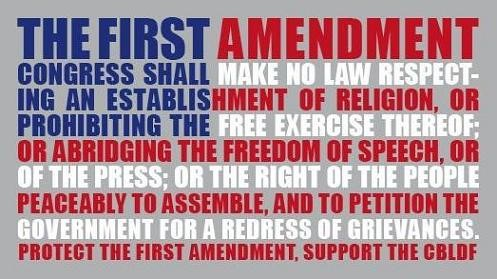 THE FIRST AMENDMENT
CONGRESS SHALL MAKE NO LAW RESPECT-
ING AN ESTABLISHMENT OF RELIGION, OR
PROHIBITING THE FREE EXERCISE THEREOF;
OR ABRIDGING THE FREEDOM OF SPEECH, OR
OF THE PRESS; OR THE RIGHT OF THE PEOPLE
PEACEABLY TO ASSEMBLE, AND TO PETITION THE
GOVERNMENT FOR A REDRESS OF GRIEVANCES.
PROTECT THE FIRST AMENDMENT, SUPPORT THE CBLDF